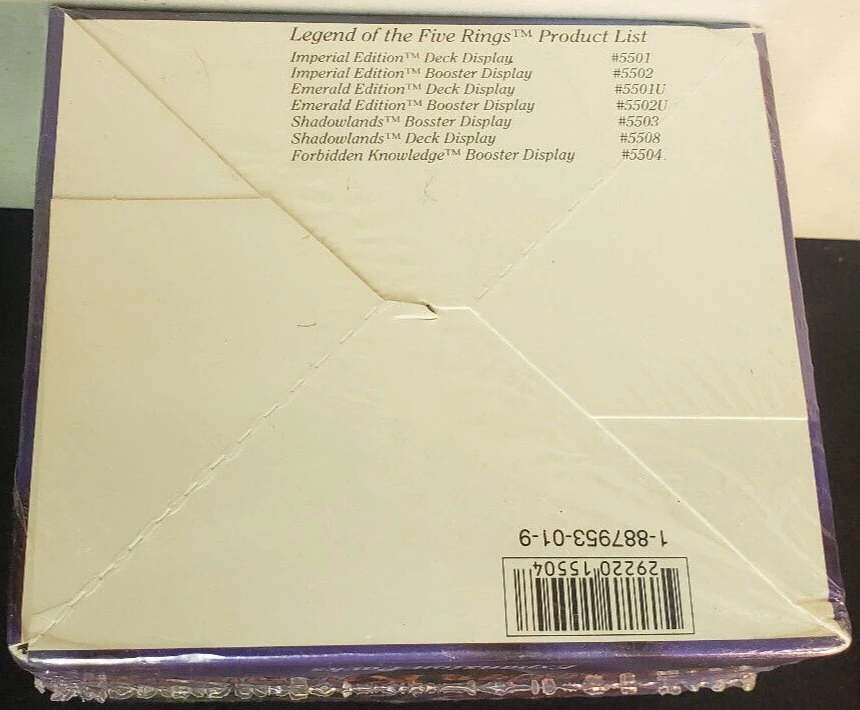 Legend of the Five Rings™ Product List
Imperial Edition™ Deck Display #5501
Imperial Edition™ Booster Display #5502
Emerald Edition™ Deck Display #5501U
Emerald Edition™ Booster Display #5502U
Shadowlands™ Bosster Display #5503
Shadowlands™ Deck Display #5508
Forbidden Knowledge™ Booster Display #5504
1-887953-01-9
29220 15504